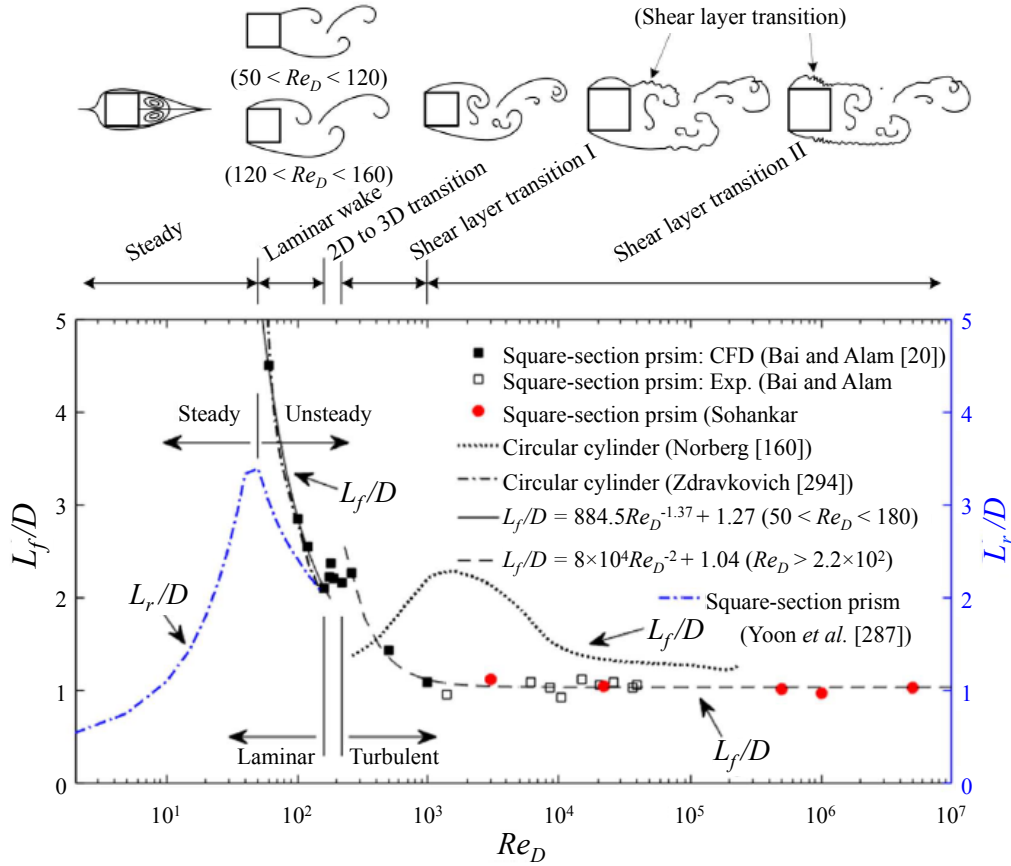 (Shear layer transition)
(50 < Re_D < 120)
(120 < Re_D < 160)
Steady
Laminar wake
2D to 3D transition
Shear layer transition I
Shear layer transition II
5
4
3
2
1
0
L_f/D
5
4
3
2
1
0
L_r/D
Square-section prsim: CFD (Bai and Alam [20])
Square-section prsim: Exp. (Bai and Alam
Square-section prsim (Sohankar
Circular cylinder (Norberg [160])
Circular cylinder (Zdravkovich [294])
L_f/D = 884.5Re_D^-1.37 + 1.27 (50 < Re_D < 180)
L_f/D = 8×10^4Re_D^-2 + 1.04 (Re_D > 2.2×10^2)
Square-section prism
(Yoon et al. [287])
Steady
Unsteady
L_f/D
L_r/D
L_f/D
L_f/D
Laminar
Turbulent
10^1
10^2
10^3
10^4
10^5
10^6
10^7
Re_D